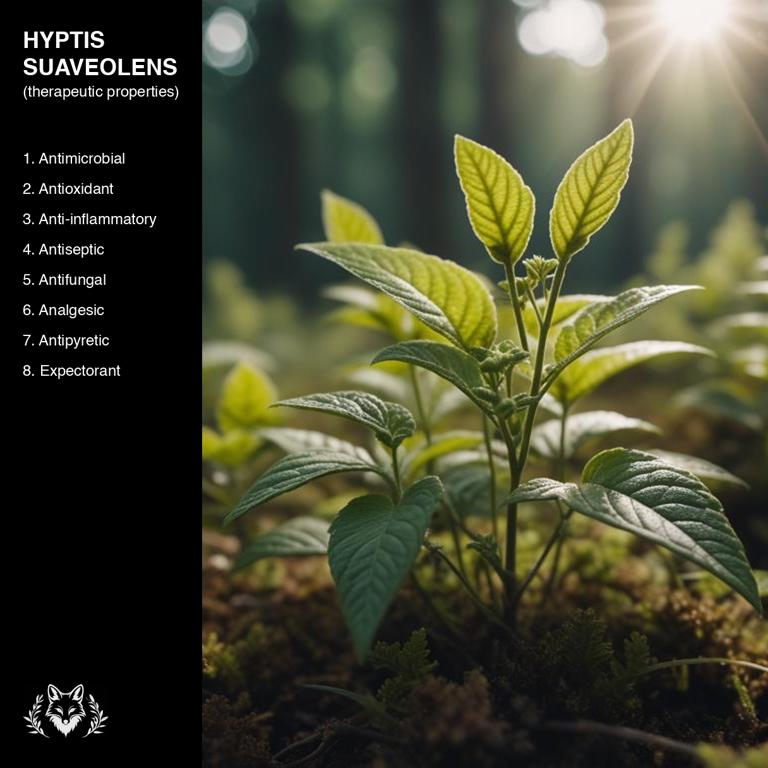 HYPTIS
SUAVEOLENS
(therapeutic properties)
1. Antimicrobial
2. Antioxidant
3. Anti-inflammatory
4. Antiseptic
5. Antifungal
6. Analgesic
7. Antipyretic
8. Expectorant